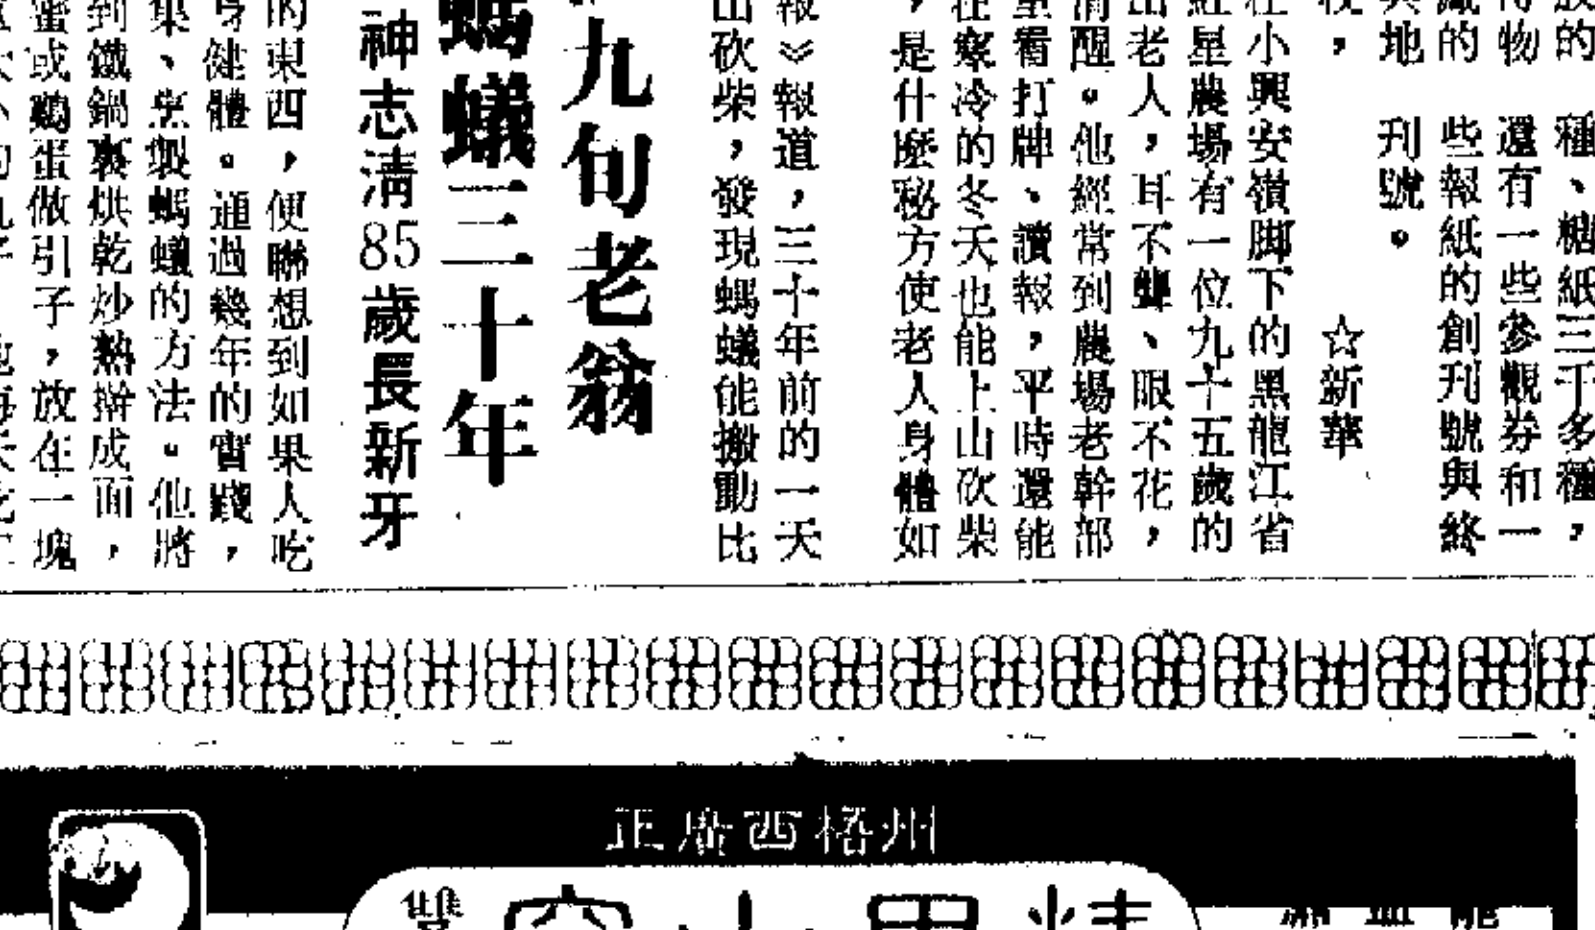 種、糖紙三千多種，
還有一些參觀券和一
些報紙的創刊號與終
刊號。
☆新華
小興安嶺脚下的黑龍江省
紅星農場有一位九十五歲的
老人，耳不聾、眼不花，
清醒。他經常到農場老幹部
室看打牌、讀報，平時還能
在寒冷的冬天也能上山砍柴
，是什麼秘方使老人身體如
九旬老翁
螞蟻三十年
神志清85歲長新牙
報》報道，三十年前的一天
山砍柴，發現螞蟻能搬動比
的東西，便聯想到如果人吃
身健體。通過幾年的實踐，
集、烹製螞蟻的方法。他將
到鐵鍋裏烘乾炒熟擀成面，
蜜或鷄蛋做引子，放在一塊
正廣西梧州
雙